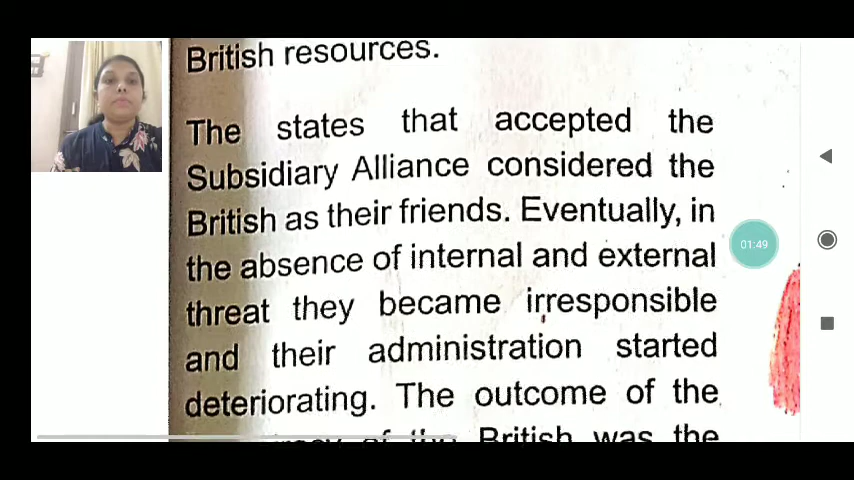 British resources.
The states that accepted the
Subsidiary Alliance considered the
British as their friends. Eventually, in
the absence of internal and external
threat they became irresponsible
and their administration started
deteriorating. The outcome of the
of the British was the
01:49